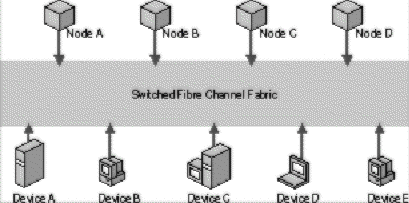 Node A
Node B
Node C
Node D
Switched Fibre Channel Fabric
Device A
Device B
Device C
Device D
Device E